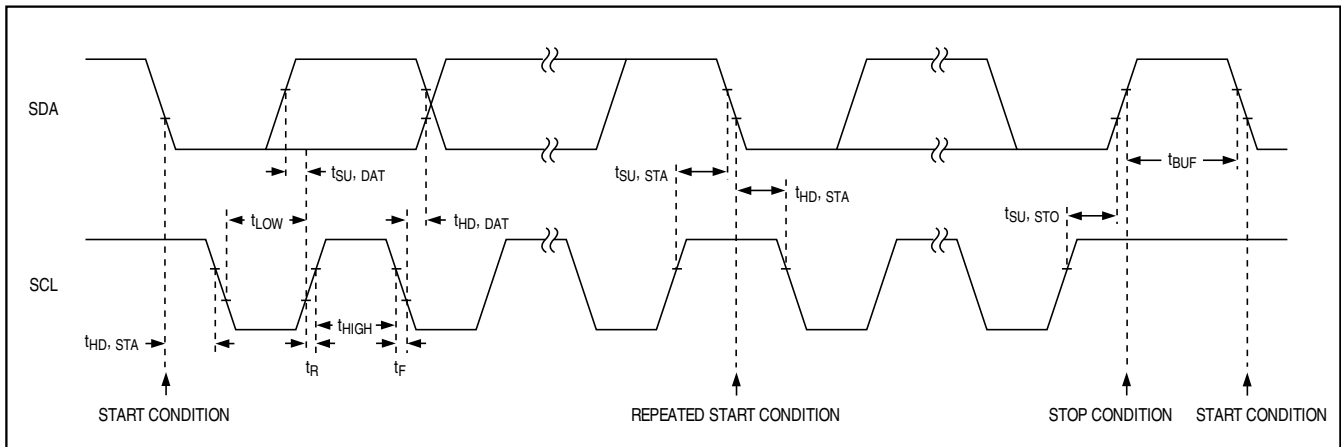 SDA
tSU, DAT
tSU, STA
tBUF
tHD, STA
tLOW
tHD, DAT
tSU, STO
SCL
tHIGH
tHD, STA
tR
tF
START CONDITION
REPEATED START CONDITION
STOP CONDITION
START CONDITION